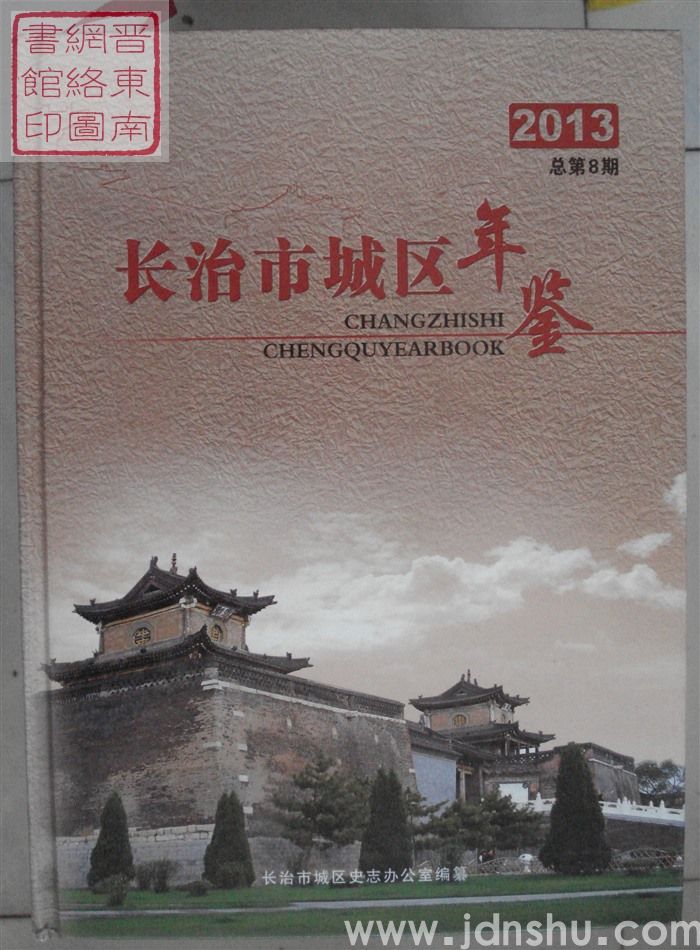 晋東南
網絡圖
書館印
2013
总第8期
长治市城区年鉴
CHANGZHISHI
CHENGQUYEARBOOK
长治市城区史志办公室编纂
www.jdnshu.com